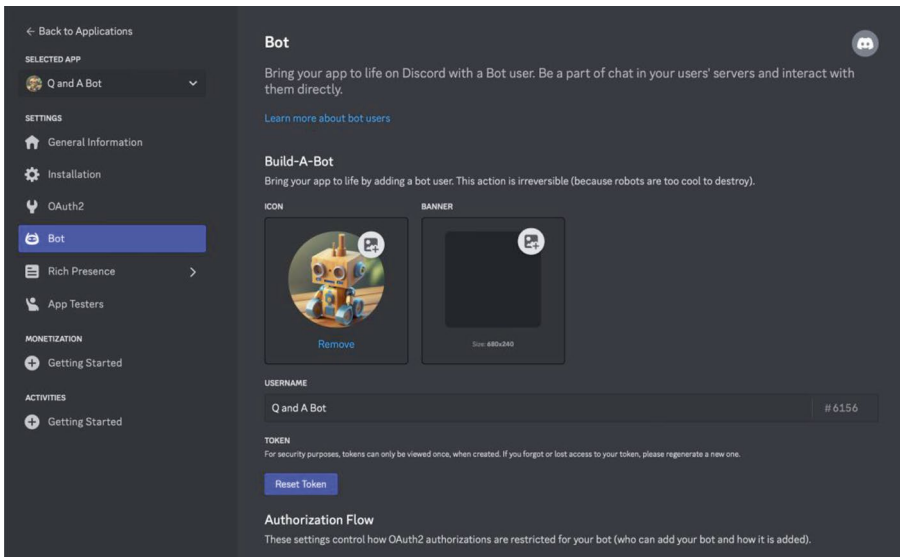 ← Back to Applications
SELECTED APP
Q and A Bot
SETTINGS
General Information
Installation
OAuth2
Bot
Rich Presence
App Testers
MONETIZATION
Getting Started
ACTIVITIES
Getting Started
Bot
Bring your app to life on Discord with a Bot user. Be a part of chat in your users' servers and interact with
them directly.
Learn more about bot users
Build-A-Bot
Bring your app to life by adding a bot user. This action is irreversible (because robots are too cool to destroy).
ICON
BANNER
Remove
Size: 680x240
USERNAME
Q and A Bot
#6156
TOKEN
For security purposes, tokens can only be viewed once, when created. If you forgot or lost access to your token, please regenerate a new one.
Reset Token
Authorization Flow
These settings control how OAuth2 authorizations are restricted for your bot (who can add your bot and how it is added).